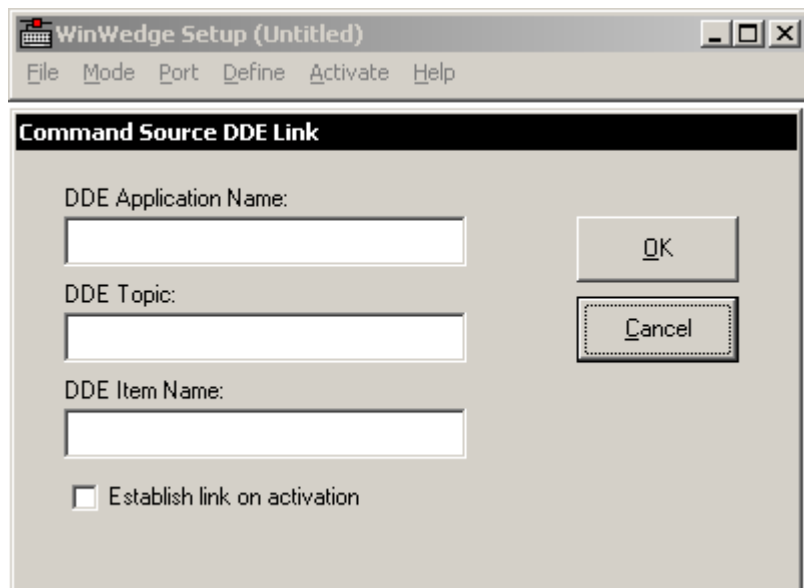 WinWedge Setup (Untitled)
File Mode Port Define Activate Help
Command Source DDE Link
DDE Application Name:
OK
DDE Topic:
Cancel
DDE Item Name:
Establish link on activation